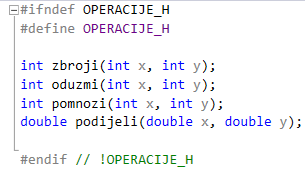 #ifndef OPERACIJE_H
#define OPERACIJE_H
int zbroji(int x, int y);
int oduzmi(int x, int y);
int pomnozi(int x, int y);
double podijeli(double x, double y);
#endif // !OPERACIJE_H